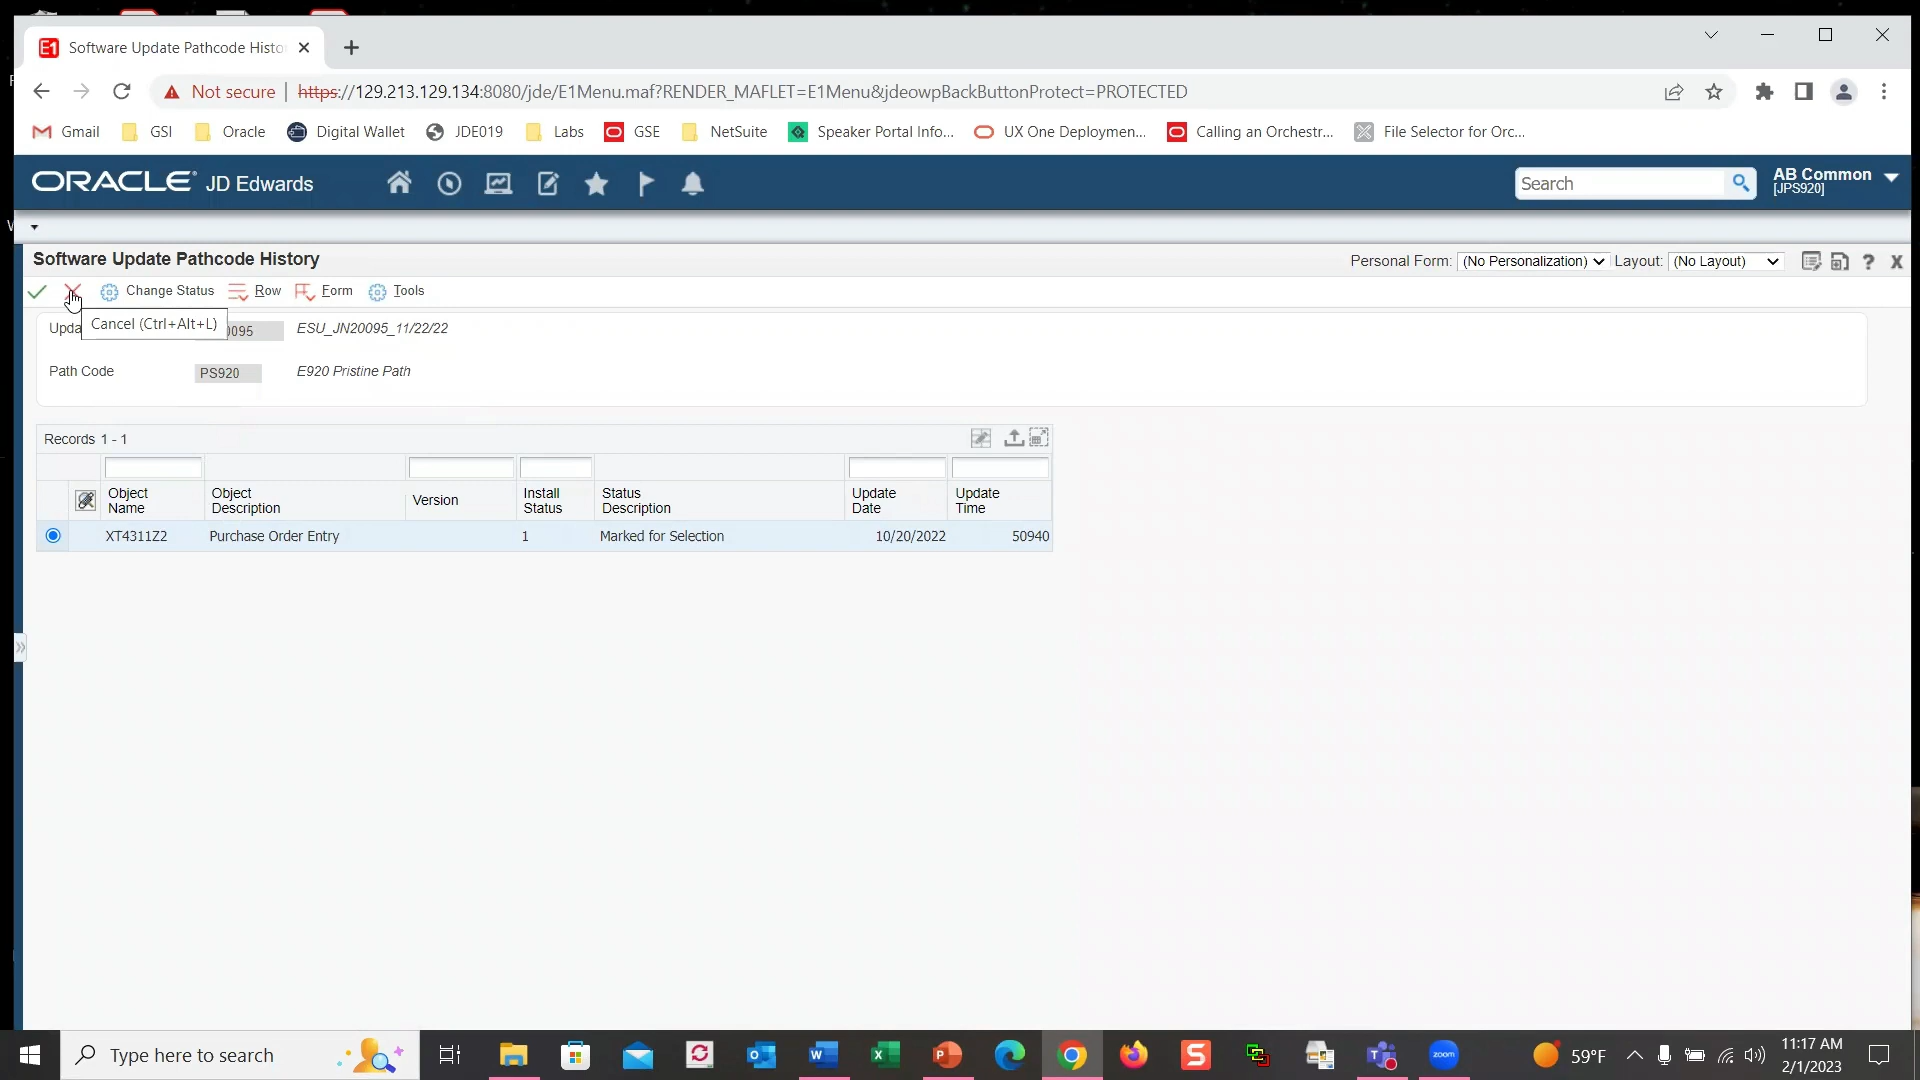 Software Update Pathcode Histo
Not secure | https://129.213.129.134:8080/jde/E1Menu.maf?RENDER_MAFLET=E1Menu&jdeowpBackButtonProtect=PROTECTED
Gmail GSI Oracle Digital Wallet JDE019 Labs GSE NetSuite Speaker Portal Info... UX One Deploymen... Calling an Orchestr... File Selector for Orc...
ORACLE JD Edwards Search AB Common
[JPS920]
Software Update Pathcode History Personal Form: (No Personalization) Layout: (No Layout)
Change Status Row Form Tools
Upda Cancel (Ctrl+Alt+L) 0095 ESU_JN20095_11/22/22
Path Code PS920 E920 Pristine Path
Records 1 - 1
Object Name Object Description Version Install Status Status Description Update Date Update Time
XT4311Z2 Purchase Order Entry 1 Marked for Selection 10/20/2022 50940
Type here to search 59°F 11:17 AM
2/1/2023